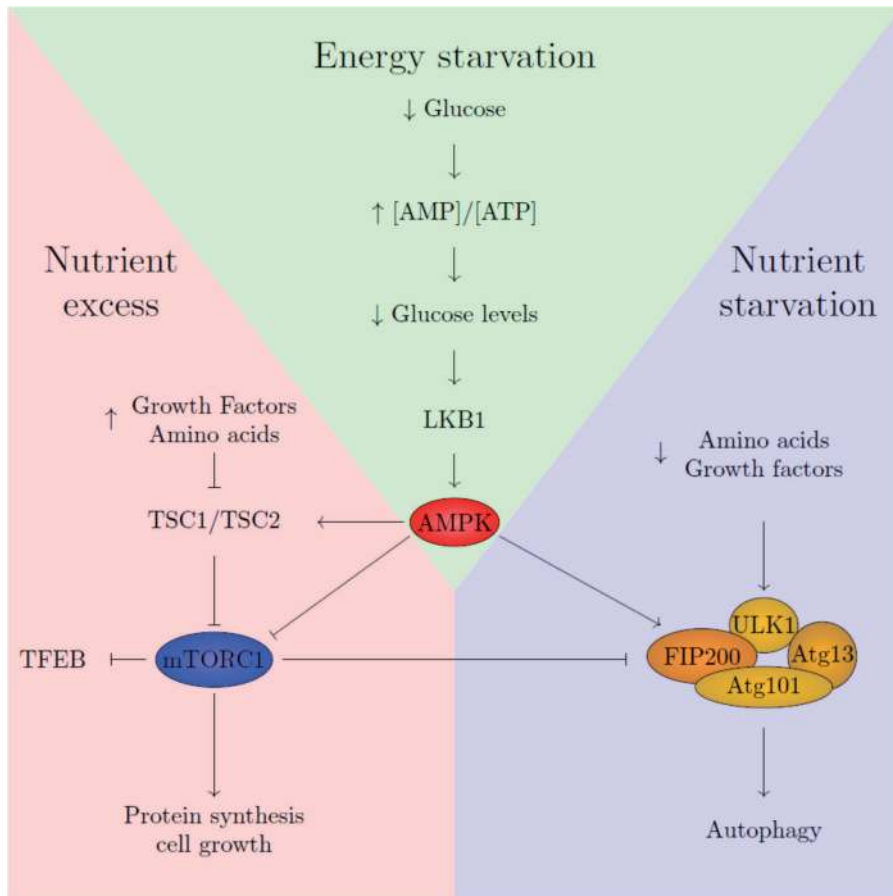 Energy starvation
↓ Glucose
↑ [AMP]/[ATP]
↓ Glucose levels
LKB1
AMPK
Nutrient
excess
↑ Growth Factors
Amino acids
TSC1/TSC2
TFEB
mTORC1
Protein synthesis
cell growth
Nutrient
starvation
↓ Amino acids
Growth factors
ULK1
FIP200
Atg13
Atg101
Autophagy